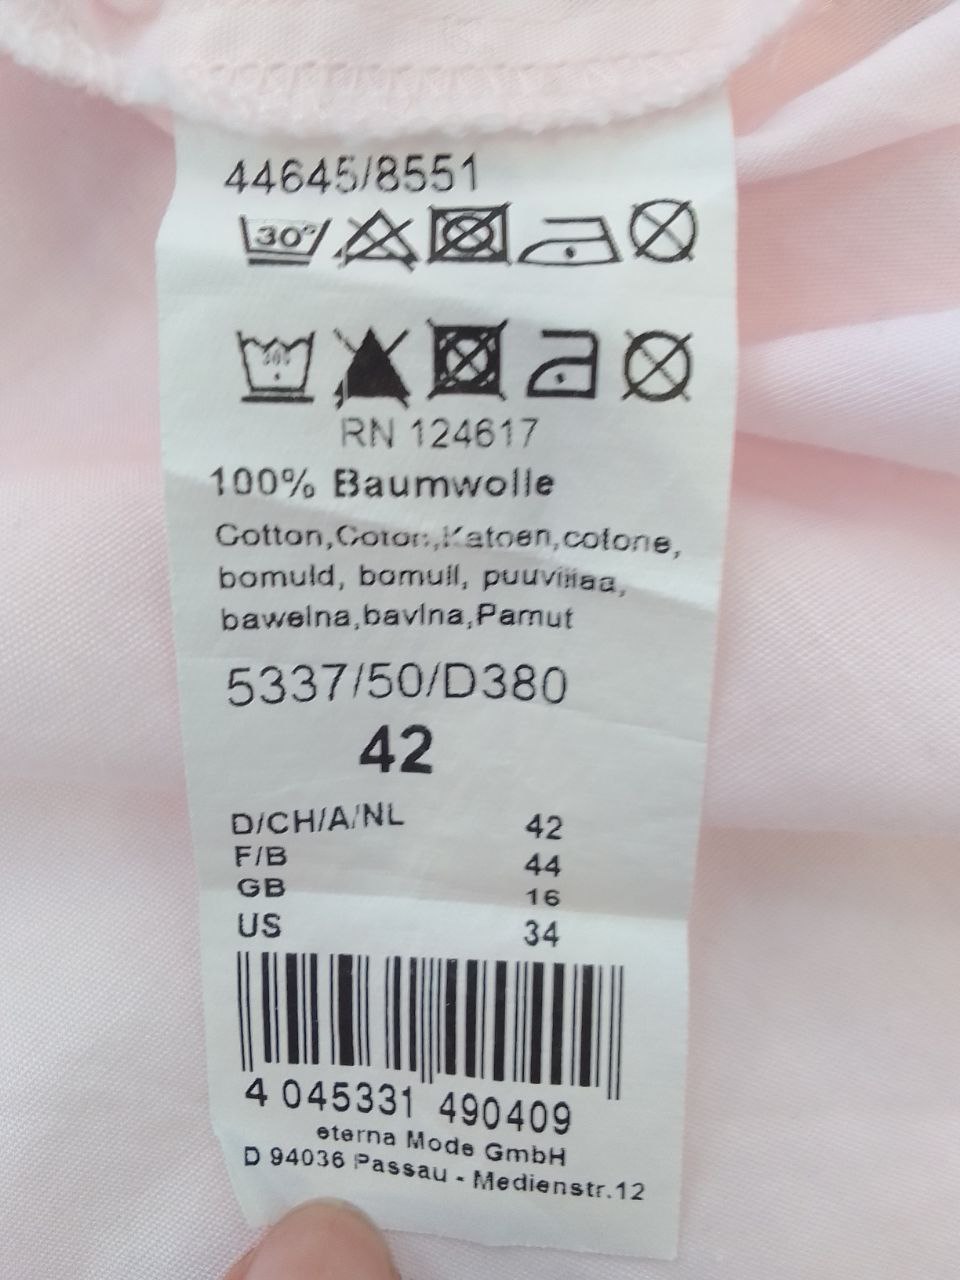 44645/8551
30°
30°
RN 124617
100% Baumwolle
Cotton,Coton,Katoen,cotone,
bomuld, bomull, puuvillaa,
bawelna,bavlna,Pamut
5337/50/D380
42
D/CH/A/NL 42
F/B 44
GB 16
US 34
4 045331 490409
eterna Mode GmbH
D 94036 Passau - Medienstr.12